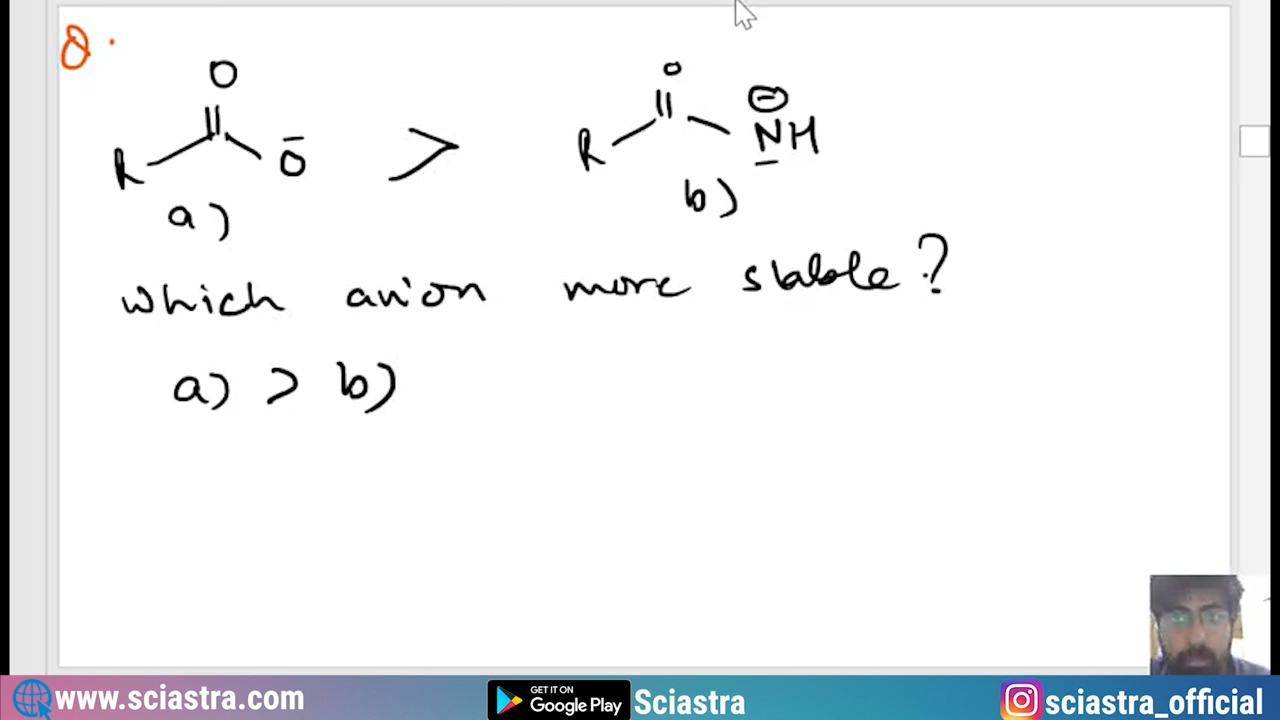 Q.
O O ⊖
R O̅ > R NH
a) b)
which anion more stable?
a) > b)
www.sciastra.com GET IT ON Google Play Sciastra sciastra_official